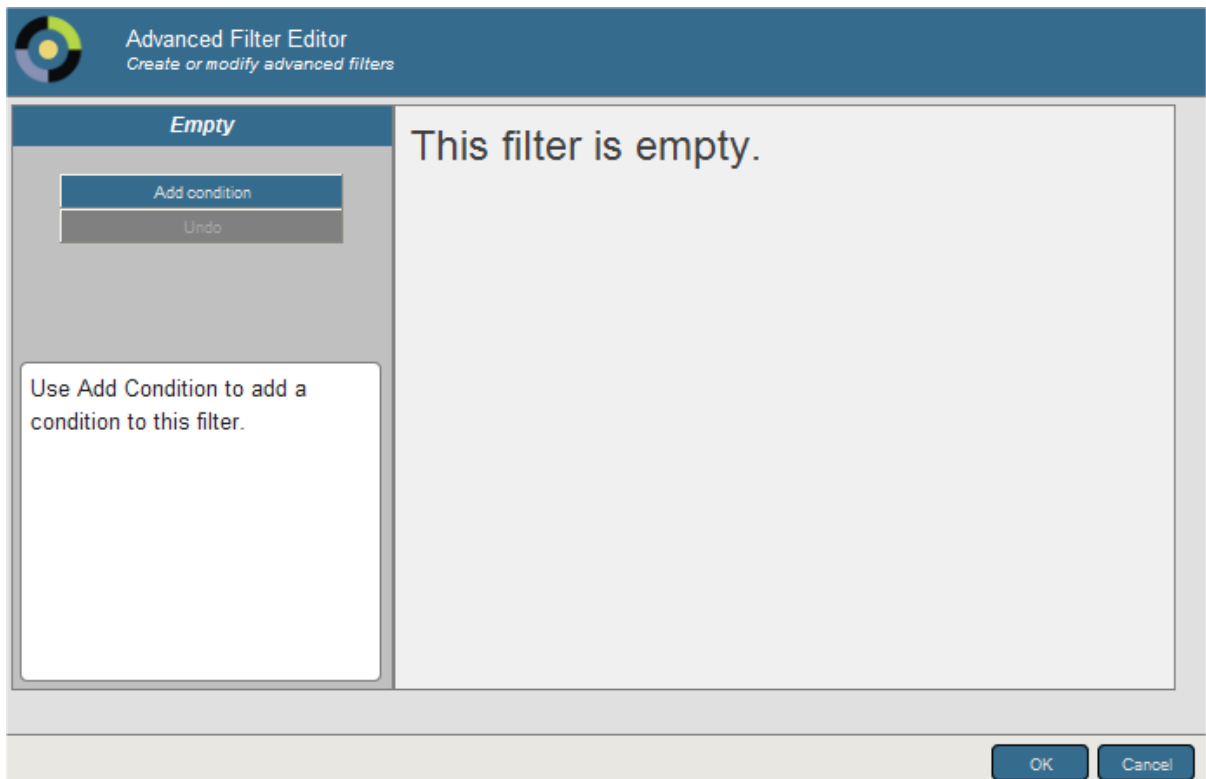 Advanced Filter Editor
Create or modify advanced filters
Empty
Add condition
Undo
Use Add Condition to add a
condition to this filter.
This filter is empty.
OK
Cancel